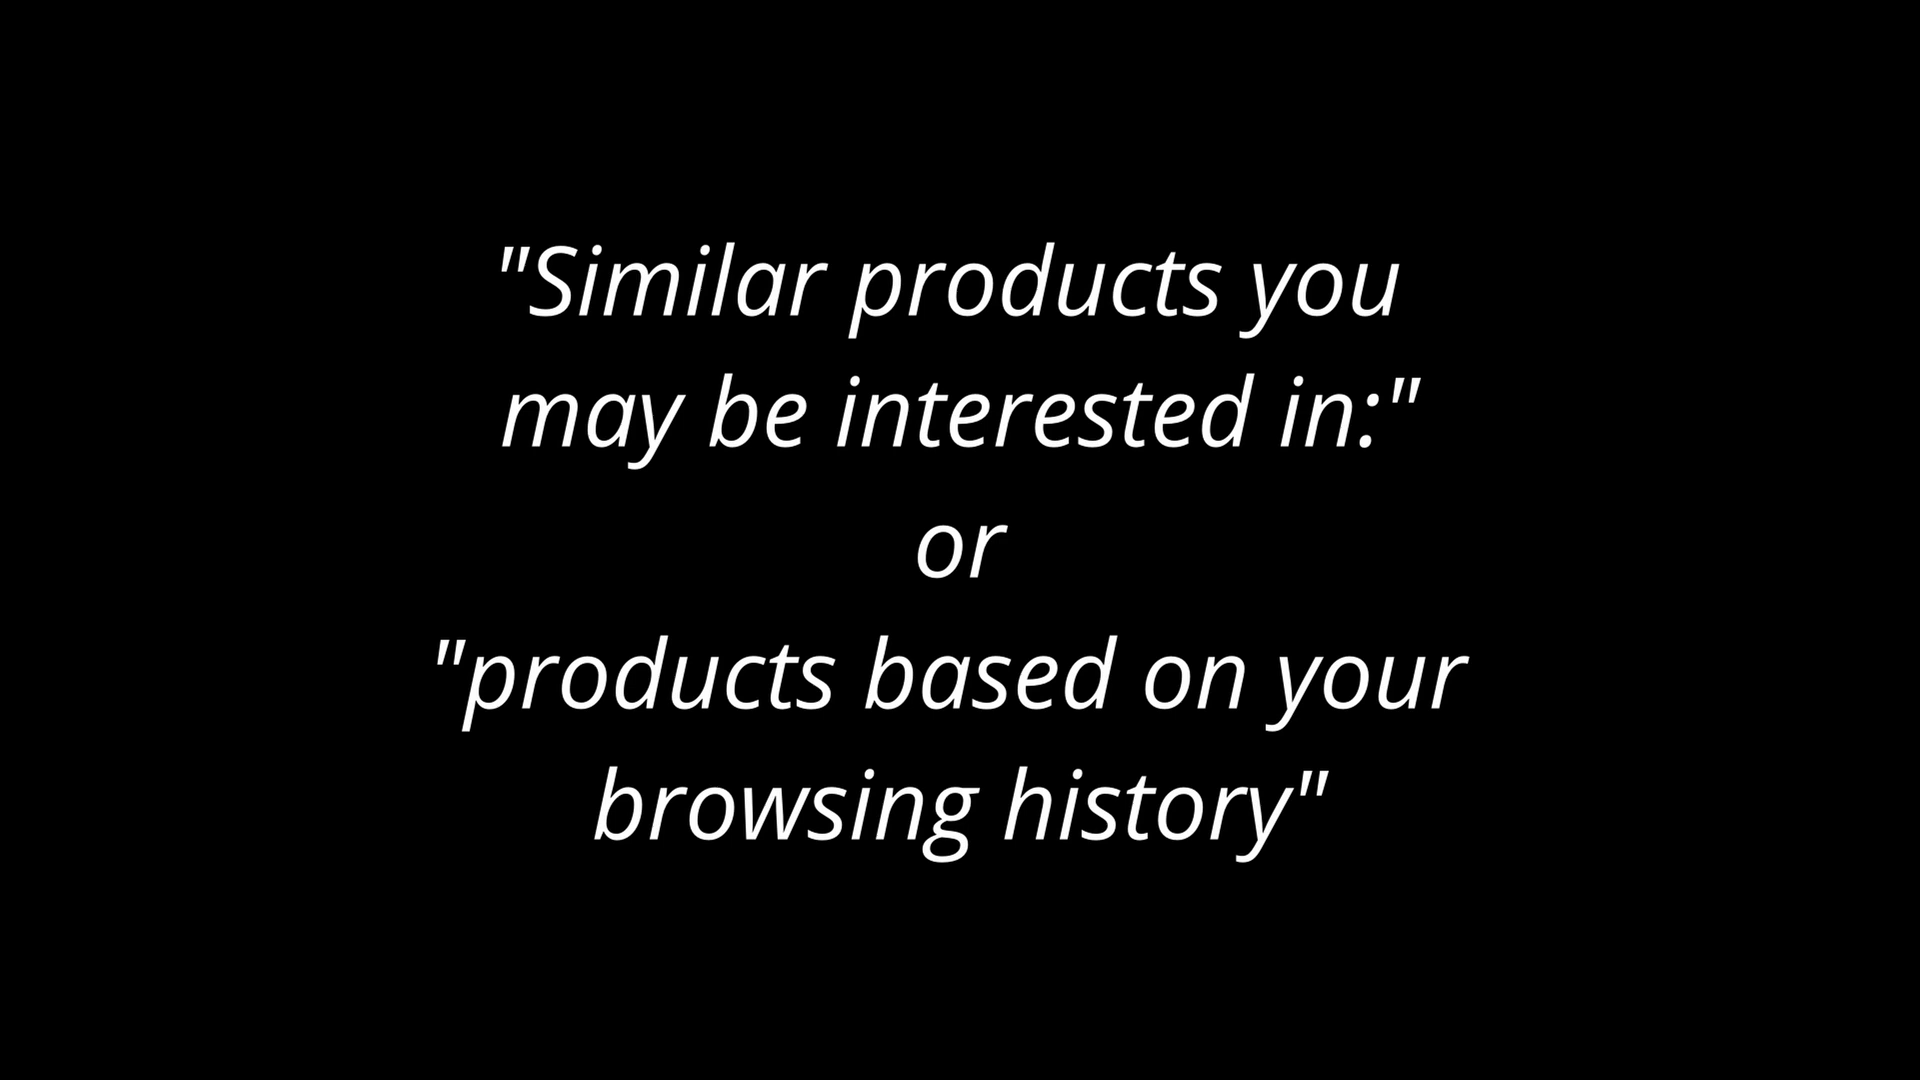 "Similar products you
may be interested in:"
or
"products based on your
browsing history"